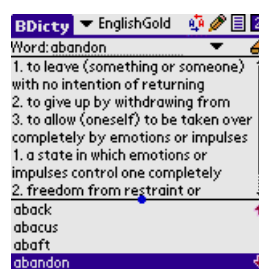 BDicty EnglishGold
Word: abandon
1. to leave (something or someone)
with no intention of returning
2. to give up by withdrawing from
3. to allow (oneself) to be taken over
completely by emotions or impulses
1. a state in which emotions or
impulses control one completely
2. freedom from restraint or
aback
abacus
abaft
abandon